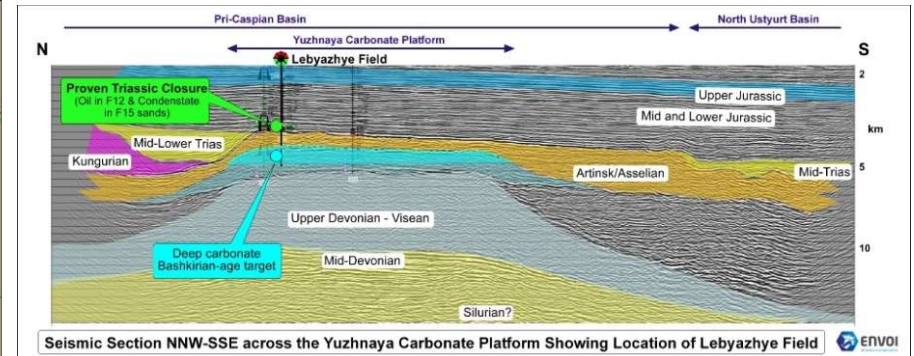 Pri-Caspian Basin
North Ustyurt Basin
Yuzhnaya Carbonate Platform
N
S
Lebyazhye Field
2
Proven Triassic Closure
(Oil in F12 & Condenstate
in F15 sands)
Upper Jurassic
Mid and Lower Jurassic
km
Mid-Lower Trias
Kungurian
Artinsk/Asselian
Mid-Trias
5
Upper Devonian - Visean
Deep carbonate
Bashkirian-age target
10
Mid-Devonian
Silurian?
Seismic Section NNW-SSE across the Yuzhnaya Carbonate Platform Showing Location of Lebyazhye Field
ENVOI